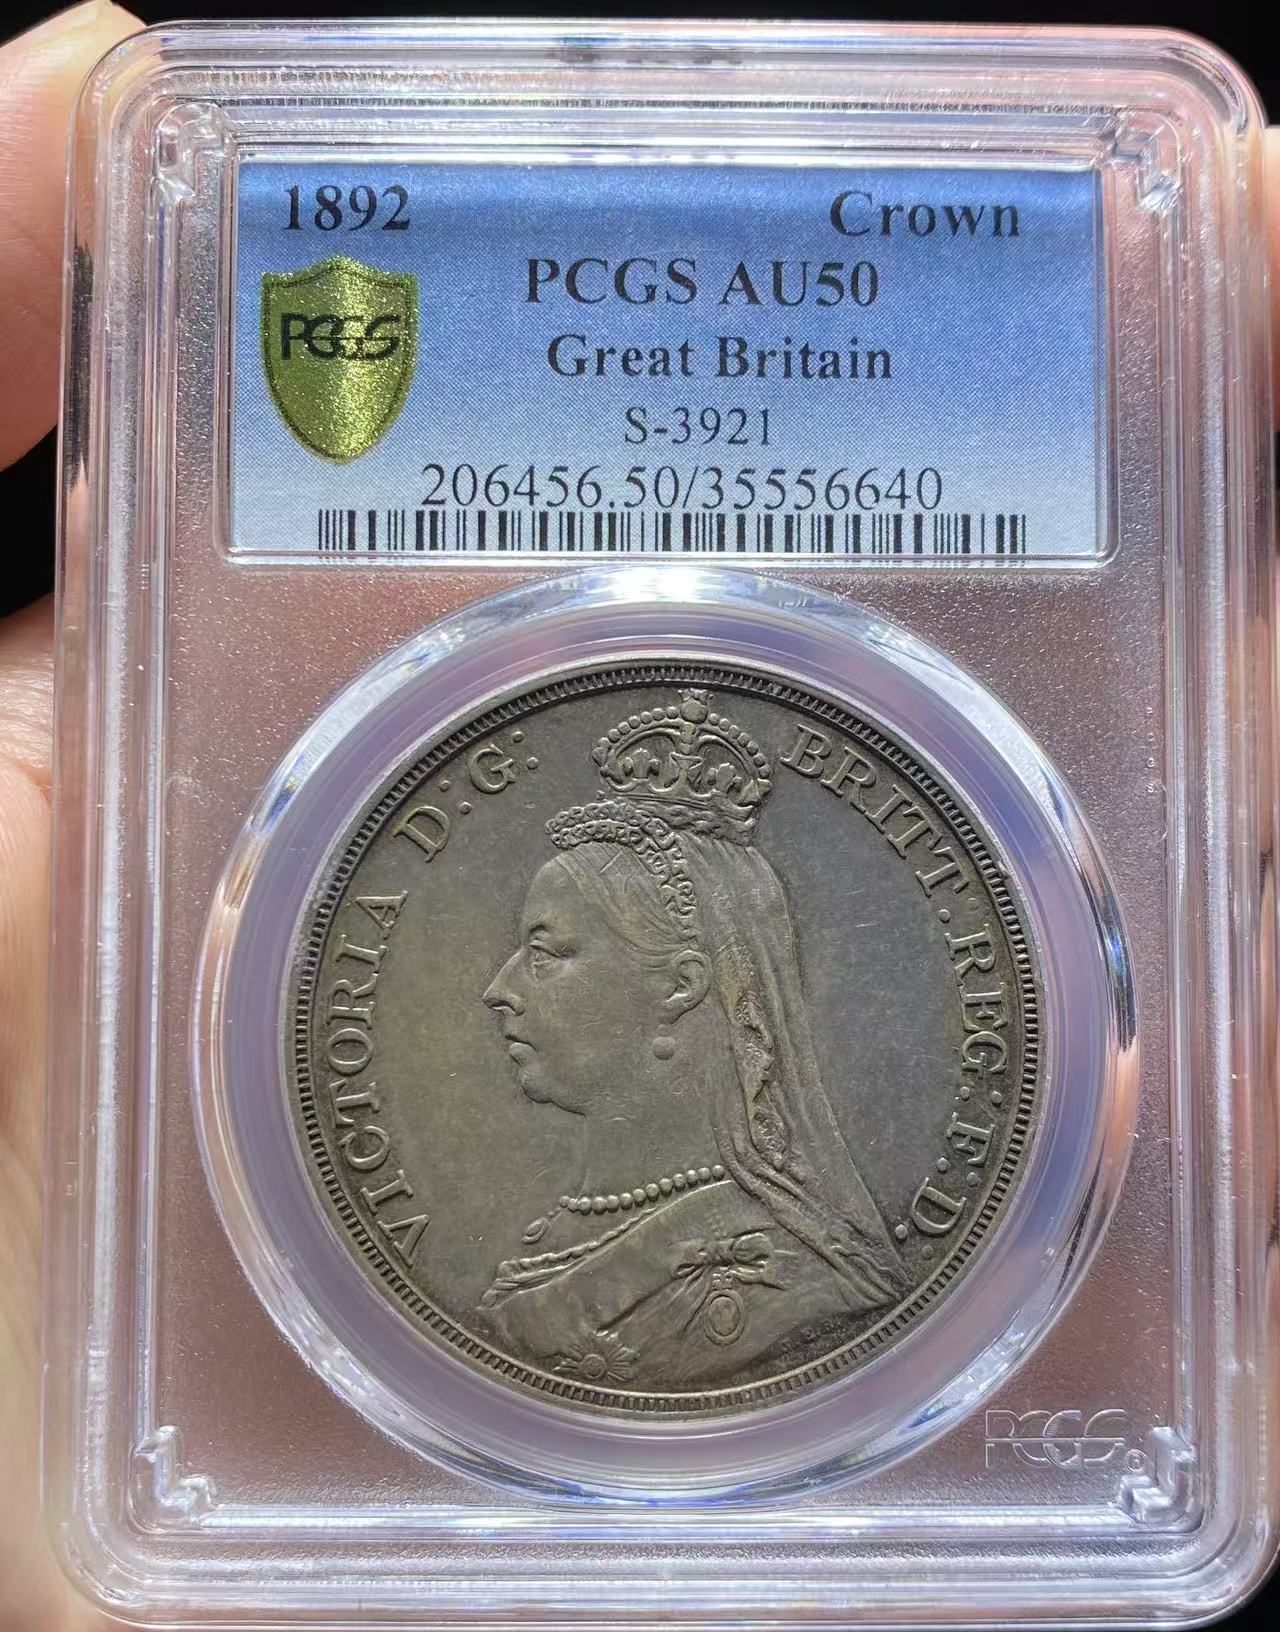 1892 Crown
PCGS AU50
PCGS
Great Britain
S-3921
206456.50/35556640
VICTORIA D:G: BRITT:REG:F:D:
PCGS®